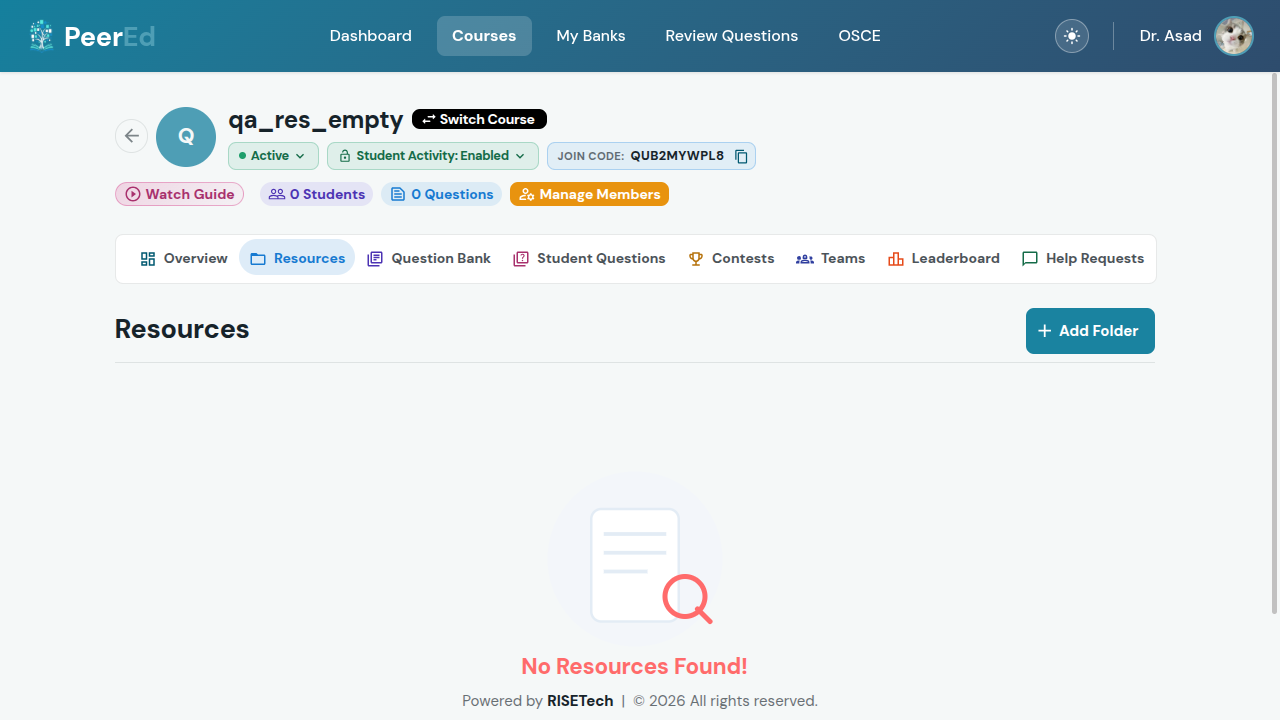 PeerEd Dashboard Courses My Banks Review Questions OSCE Dr. Asad
Q qa_res_empty Switch Course
Active Student Activity: Enabled JOIN CODE: QUB2MYWPL8
Watch Guide 0 Students 0 Questions Manage Members
Overview Resources Question Bank Student Questions Contests Teams Leaderboard Help Requests
Resources Add Folder
No Resources Found!
Powered by RISETech | © 2026 All rights reserved.